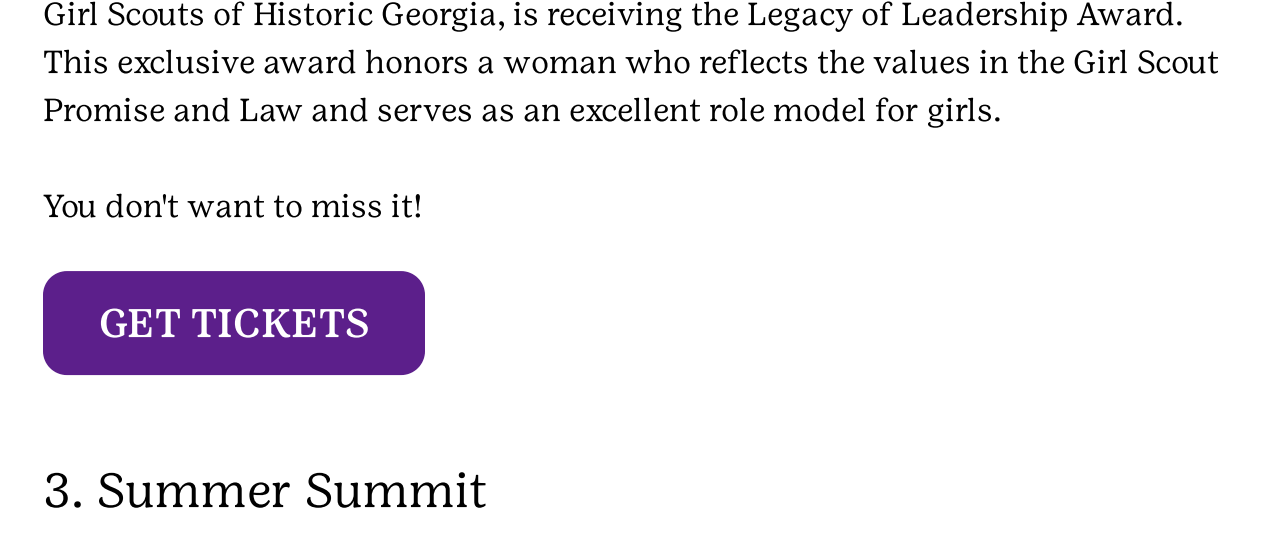 Girl Scouts of Historic Georgia, is receiving the Legacy of Leadership Award.
This exclusive award honors a woman who reflects the values in the Girl Scout
Promise and Law and serves as an excellent role model for girls.
You don't want to miss it!
GET TICKETS
3. Summer Summit